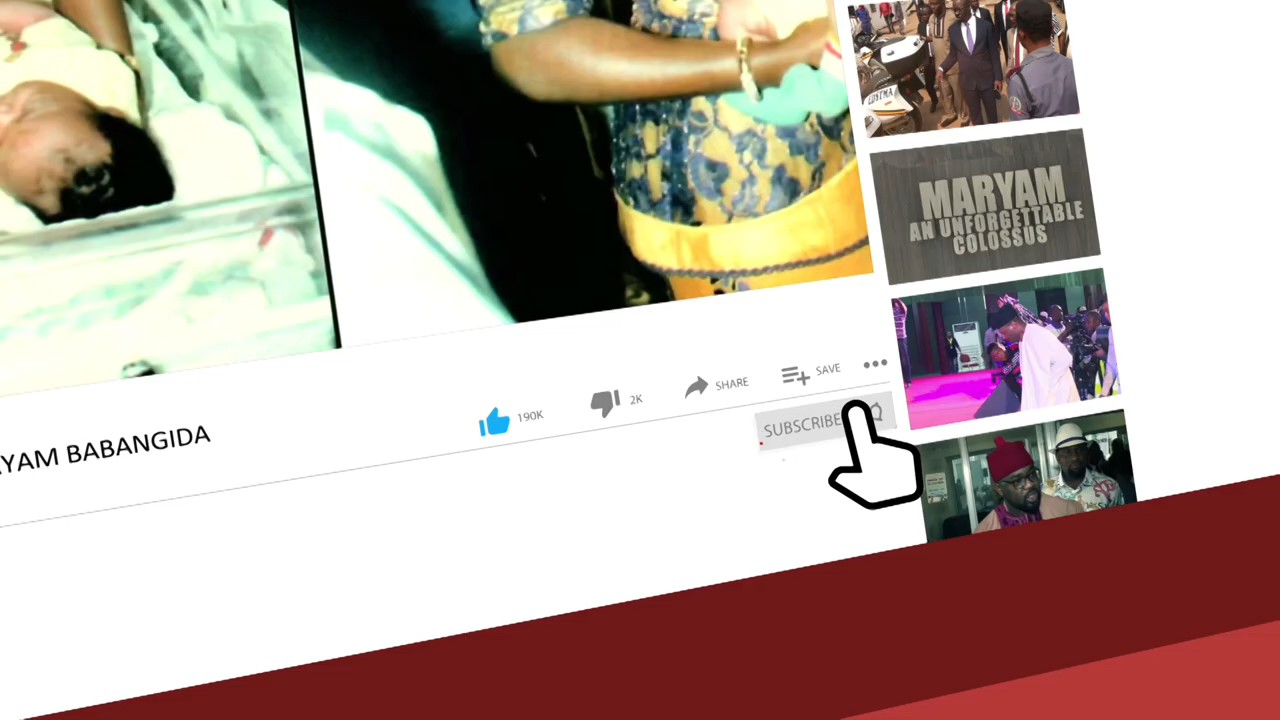 MARYAM
AN UNFORGETTABLE
COLOSSUS
YAM BABANGIDA
190K
2K
SHARE
SAVE
SUBSCRIBE